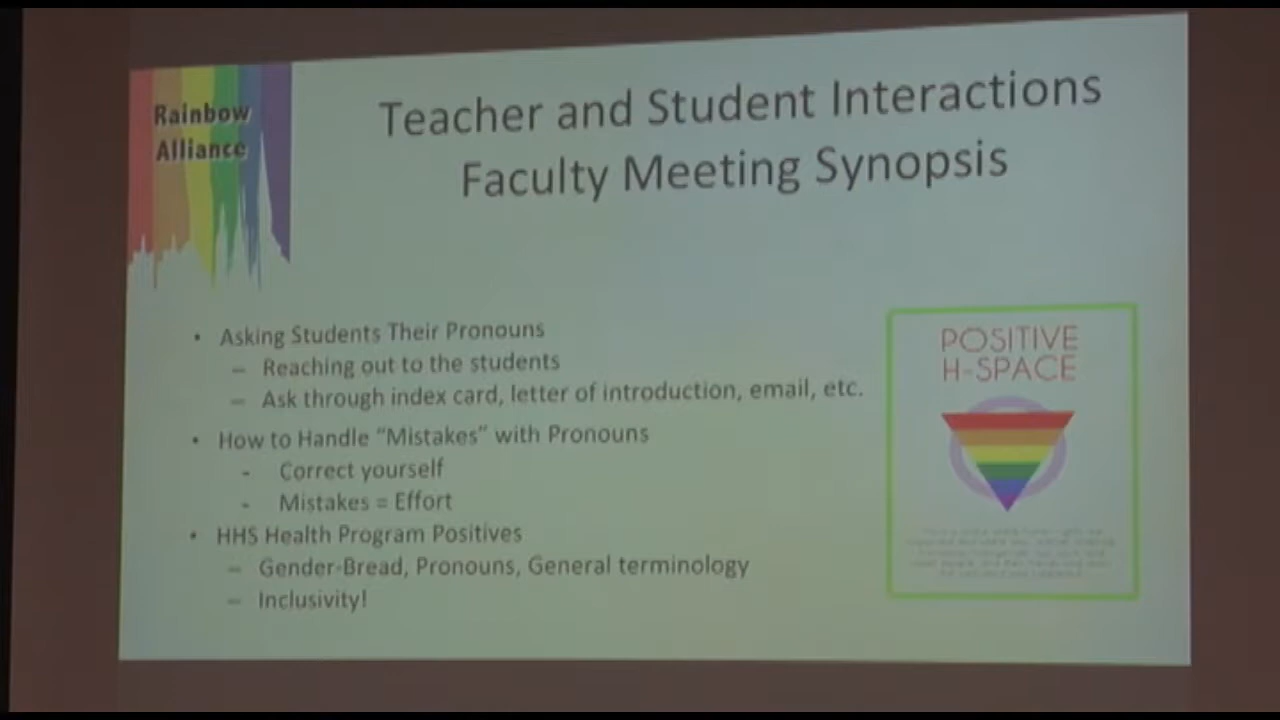 Rainbow
Alliance
Teacher and Student Interactions
Faculty Meeting Synopsis
• Asking Students Their Pronouns
– Reaching out to the students
– Ask through index card, letter of introduction, email, etc.
• How to Handle “Mistakes” with Pronouns
- Correct yourself
- Mistakes = Effort
• HHS Health Program Positives
– Gender-Bread, Pronouns, General terminology
– Inclusivity!
POSITIVE
H-SPACE